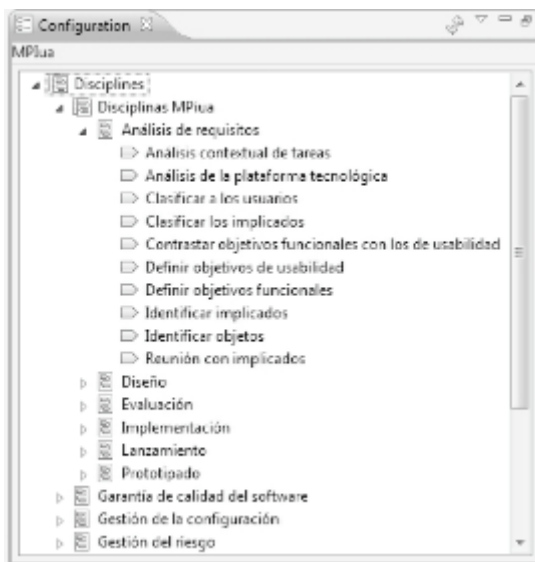 Configuration
MPIua
Disciplines
Disciplinas MPiua
Análisis de requisitos
Análisis contextual de tareas
Análisis de la plataforma tecnológica
Clasificar a los usuarios
Clasificar los implicados
Contrastar objetivos funcionales con los de usabilidad
Definir objetivos de usabilidad
Definir objetivos funcionales
Identificar implicados
Identificar objetos
Reunión con implicados
Diseño
Evaluación
Implementación
Lanzamiento
Prototipado
Garantía de calidad del software
Gestión de la configuración
Gestión del riesgo